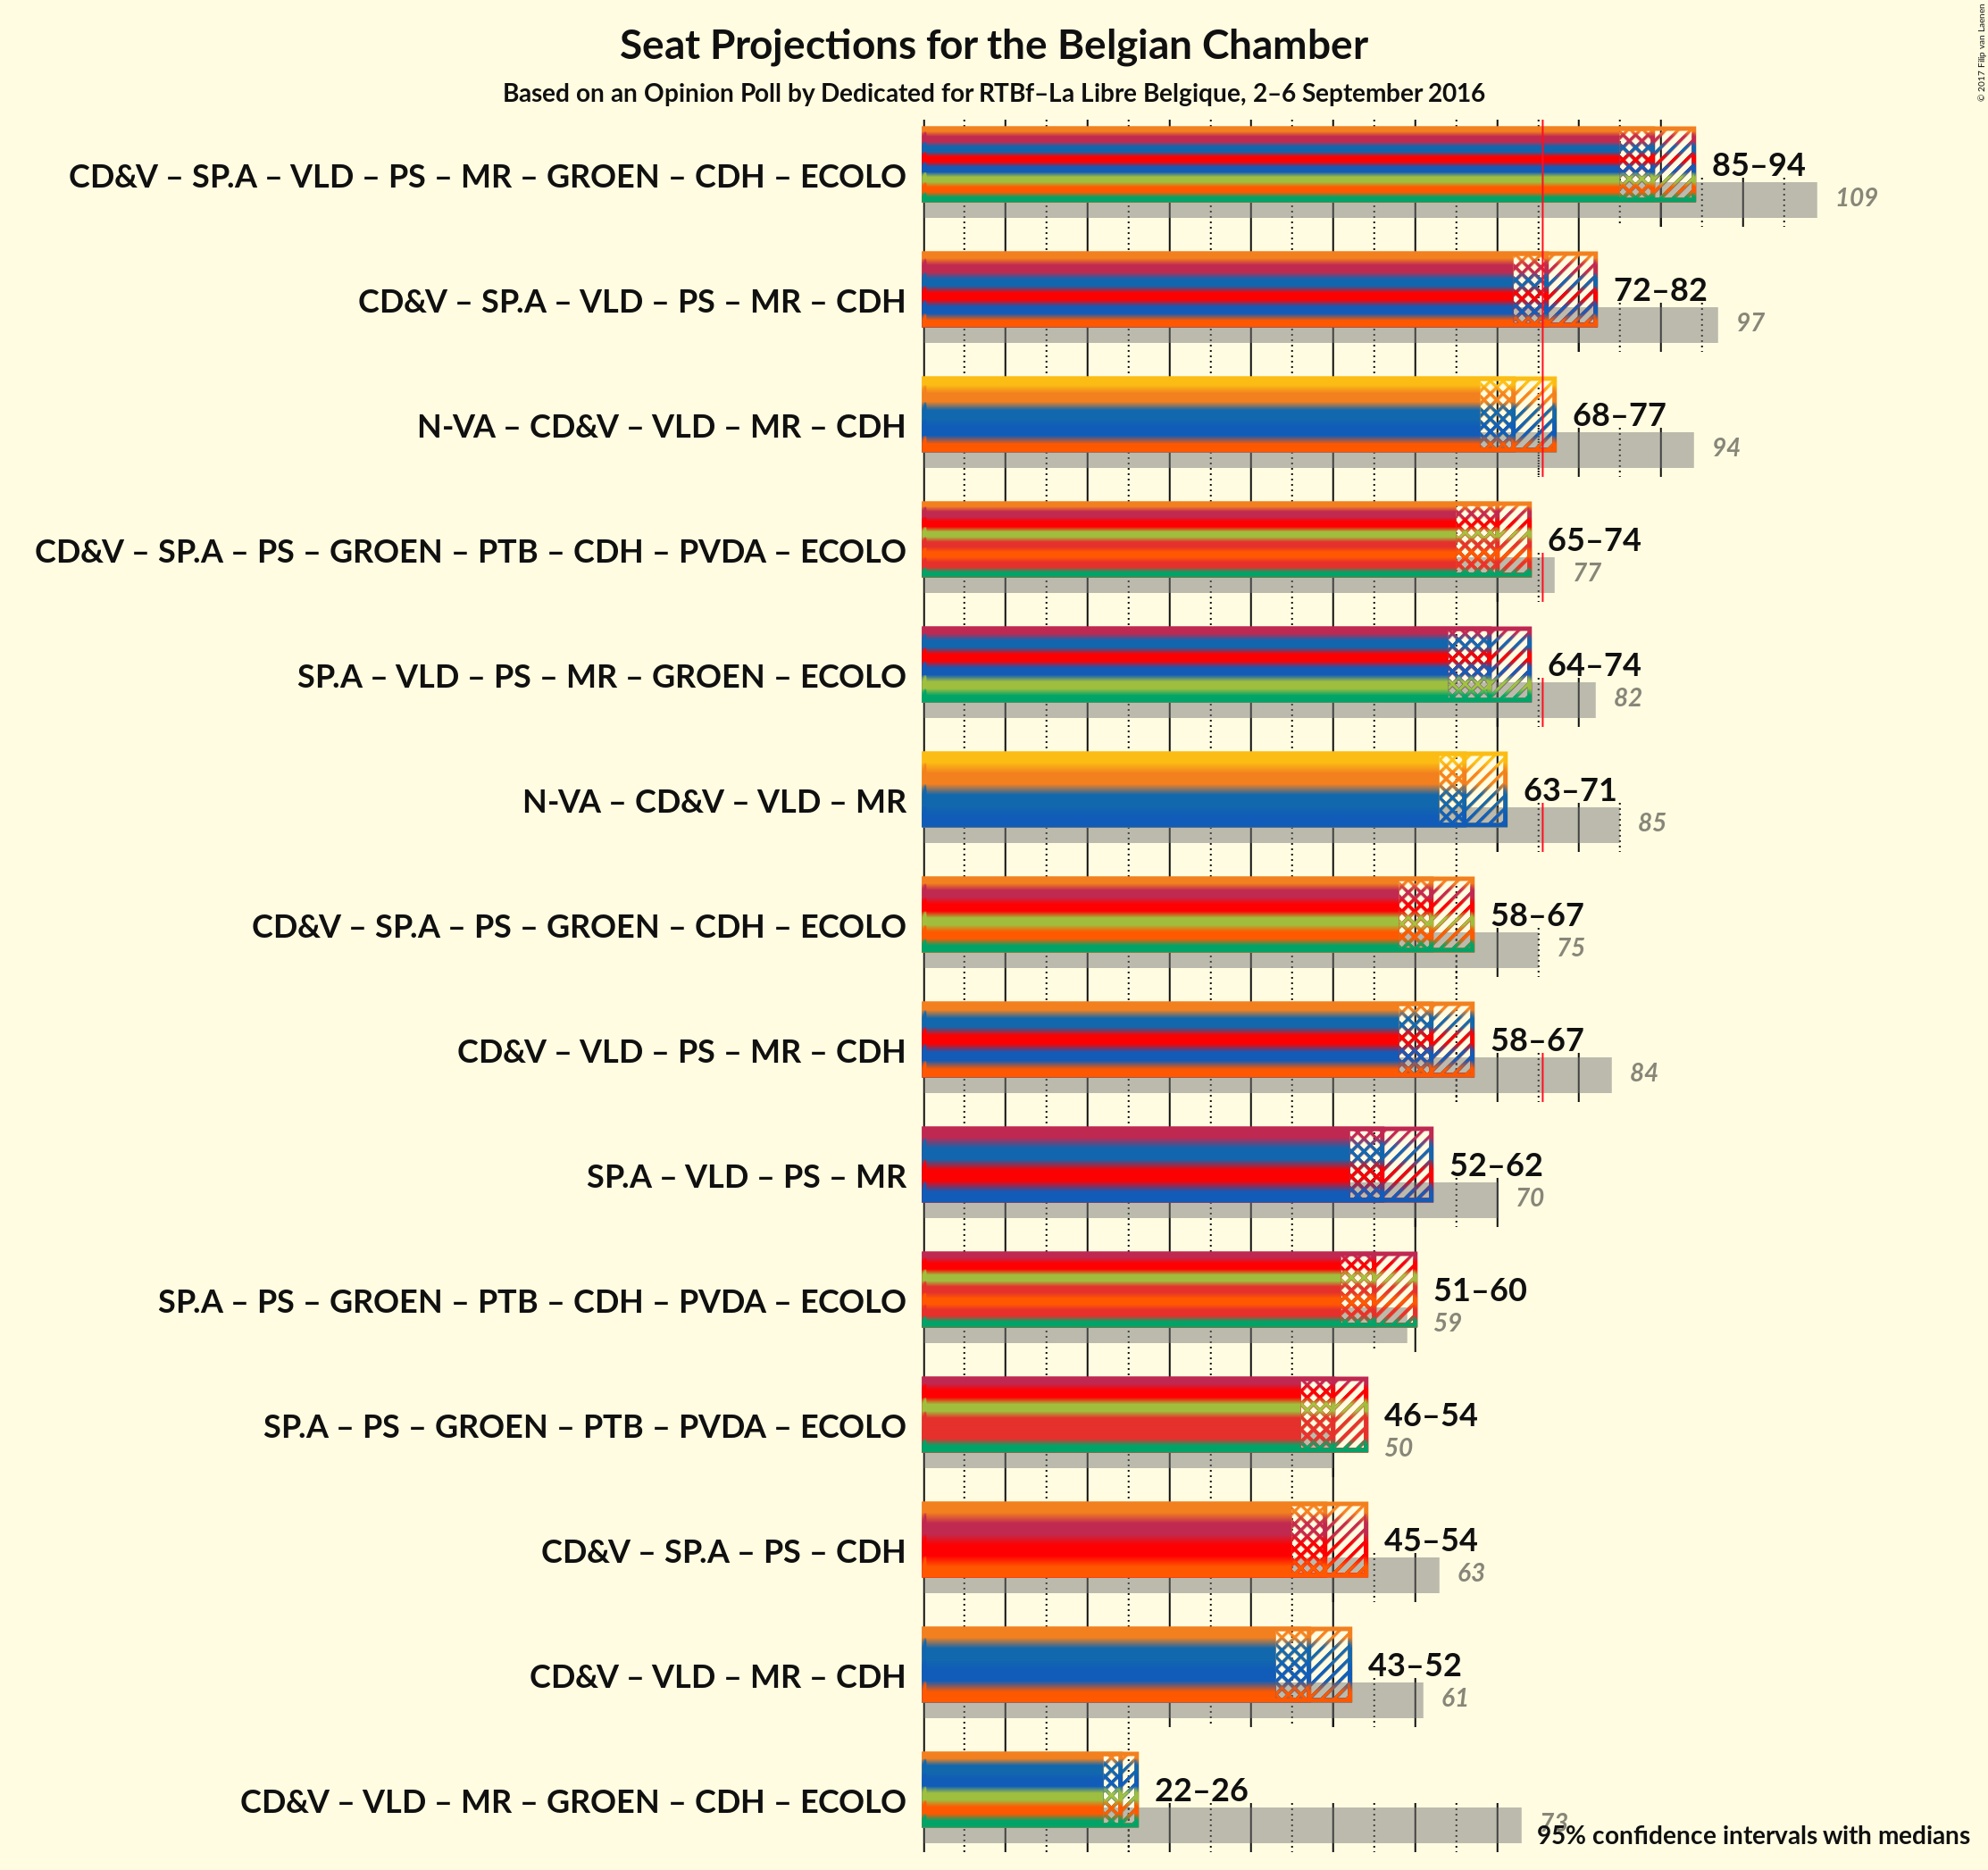 Seat Projections for the Belgian Chamber
Based on an Opinion Poll by Dedicated for RTBf–La Libre Belgique, 2–6 September 2016
© 2017 Filip van Laenen
CD&V – SP.A – VLD – PS – MR – GROEN – CDH – ECOLO
85–94
109
CD&V – SP.A – VLD – PS – MR – CDH
72–82
97
N-VA – CD&V – VLD – MR – CDH
68–77
94
CD&V – SP.A – PS – GROEN – PTB – CDH – PVDA – ECOLO
65–74
77
SP.A – VLD – PS – MR – GROEN – ECOLO
64–74
82
N-VA – CD&V – VLD – MR
63–71
85
CD&V – SP.A – PS – GROEN – CDH – ECOLO
58–67
75
CD&V – VLD – PS – MR – CDH
58–67
84
SP.A – VLD – PS – MR
52–62
70
SP.A – PS – GROEN – PTB – CDH – PVDA – ECOLO
51–60
59
SP.A – PS – GROEN – PTB – PVDA – ECOLO
46–54
50
CD&V – SP.A – PS – CDH
45–54
63
CD&V – VLD – MR – CDH
43–52
61
CD&V – VLD – MR – GROEN – CDH – ECOLO
22–26
73
95% confidence intervals with medians